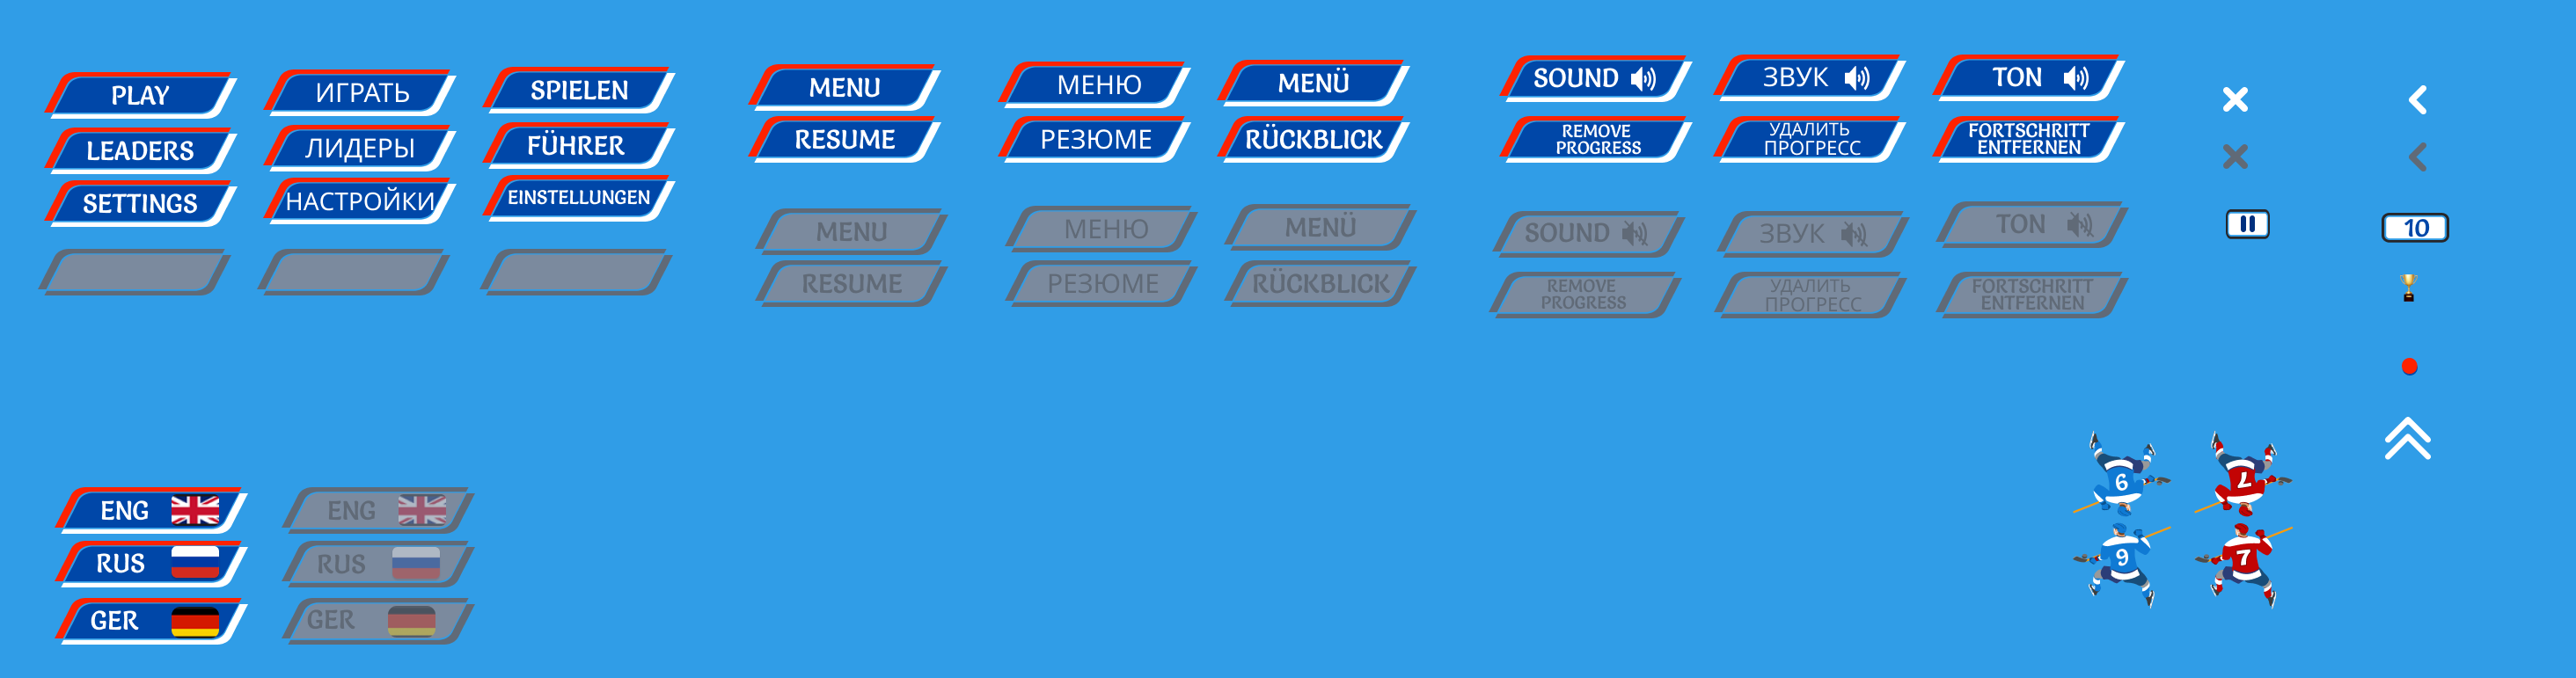 PLAY
ИГРАТЬ
SPIELEN
LEADERS
ЛИДЕРЫ
FÜHRER
SETTINGS
НАСТРОЙКИ
EINSTELLUNGEN
MENU
МЕНЮ
MENÜ
RESUME
РЕЗЮМЕ
RÜCKBLICK
MENU
МЕНЮ
MENÜ
RESUME
РЕЗЮМЕ
RÜCKBLICK
SOUND
ЗВУК
TON
REMOVE
PROGRESS
УДАЛИТЬ
ПРОГРЕСС
FORTSCHRITT
ENTFERNEN
SOUND
ЗВУК
TON
REMOVE
PROGRESS
УДАЛИТЬ
ПРОГРЕСС
FORTSCHRITT
ENTFERNEN
10
ENG
ENG
RUS
RUS
GER
GER
9
7
9
7